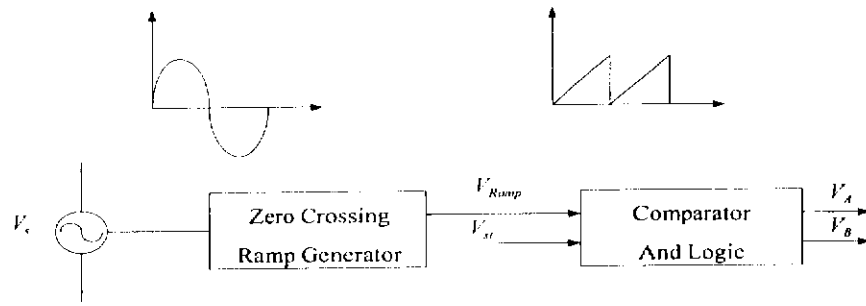 V_Ramp
V_A
V_s
Zero Crossing
Comparator
V_st
V_B
Ramp Generator
And Logic